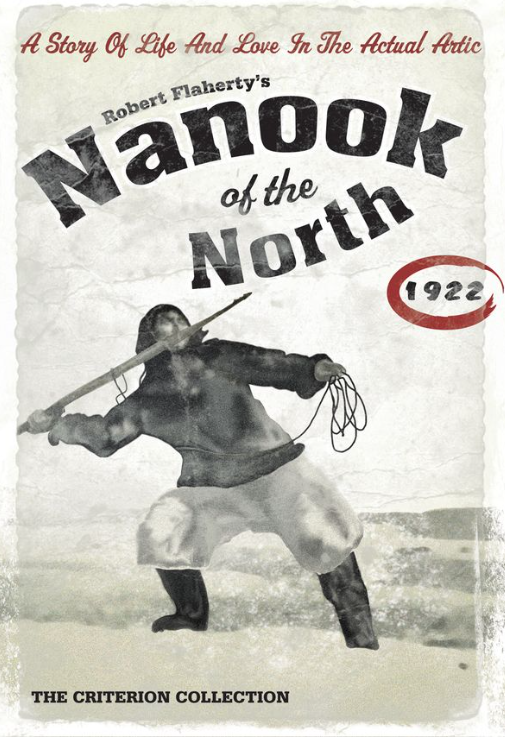 A Story Of Life And Love In The Actual Artic
Robert Flaherty's
Nanook
of the
North
1922
THE CRITERION COLLECTION